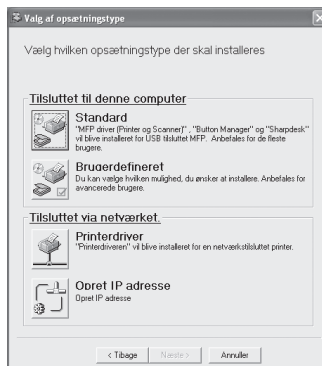 Valg af opsætningstype
Vælg hvilken opsætningstype der skal installeres
Tilsluttet til denne computer
Standard
"MFP driver (Printer og Scanner)" , "Button Manager" og "Sharpdesk"
vil blive installeret for USB tilsluttet MFP. Anbefales for de fleste
brugere.
Brugerdefineret
Du kan vælge hvilken mulighed, du ønsker at installere. Anbefales for
avancerede brugere.
Tilsluttet via netværket.
Printerdriver
"Printerdriveren" vil blive installeret for en netværkstilsluttet printer.
Opret IP adresse
Opret IP adresse
< Tibage
Næste >
Annuller